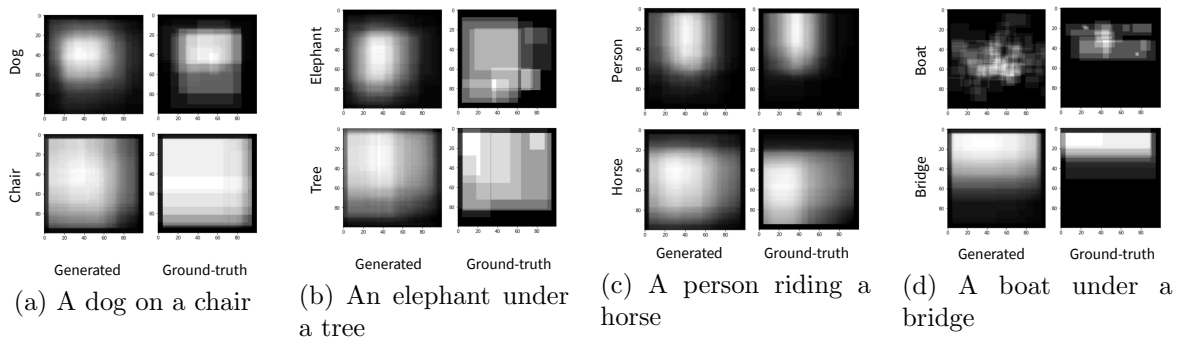 Dog
Chair
Generated Ground-truth
(a) A dog on a chair
Elephant
Tree
Generated Ground-truth
(b) An elephant under
a tree
Person
Horse
Generated Ground-truth
(c) A person riding a
horse
Boat
Bridge
Generated Ground-truth
(d) A boat under a
bridge